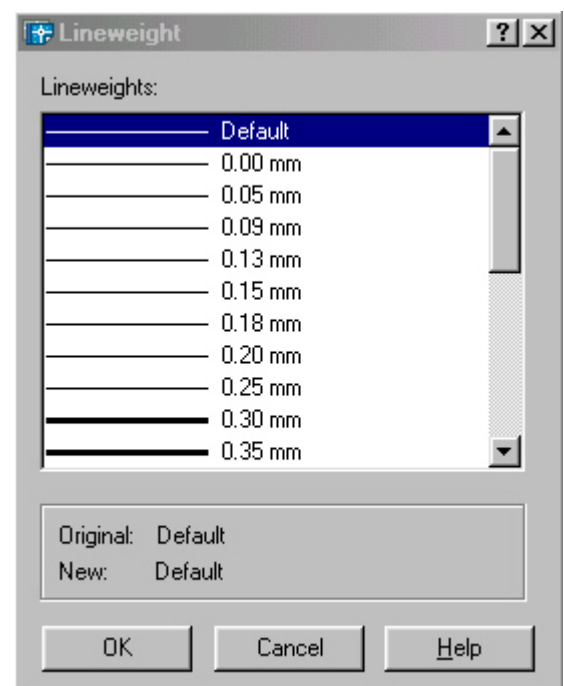 Lineweight
Lineweights:
Default
0.00 mm
0.05 mm
0.09 mm
0.13 mm
0.15 mm
0.18 mm
0.20 mm
0.25 mm
0.30 mm
0.35 mm
Original: Default
New: Default
OK Cancel Help